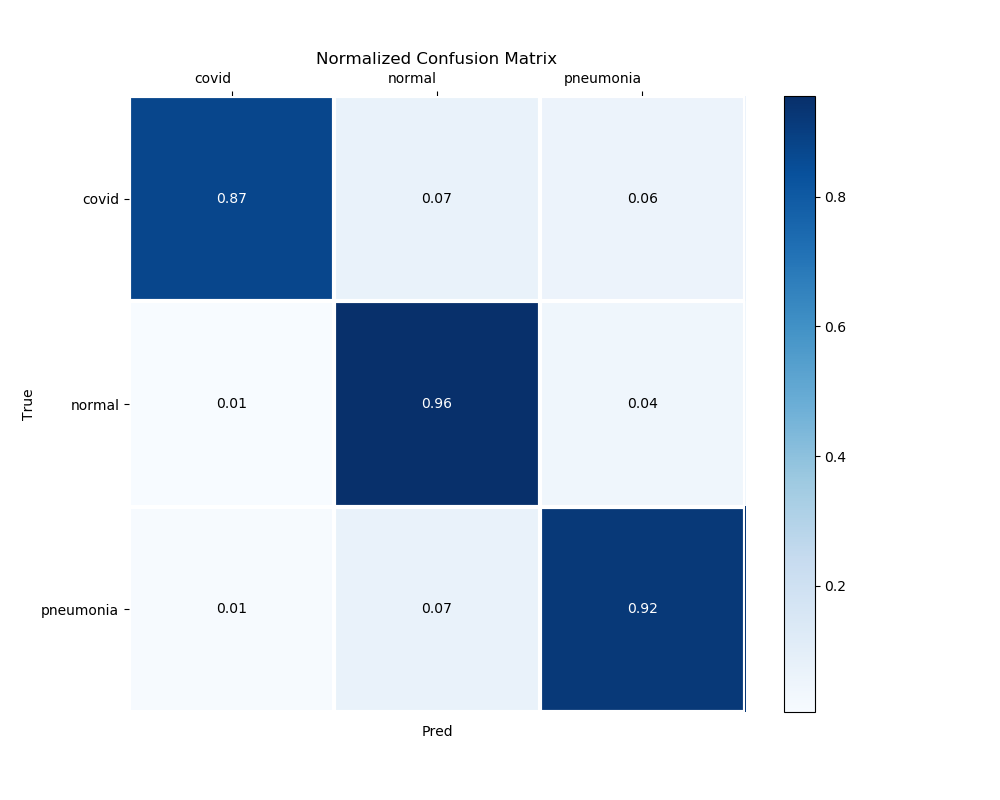 Normalized Confusion Matrix
covid normal pneumonia
covid 0.87 0.07 0.06
normal 0.01 0.96 0.04
pneumonia 0.01 0.07 0.92
True
Pred
0.8
0.6
0.4
0.2